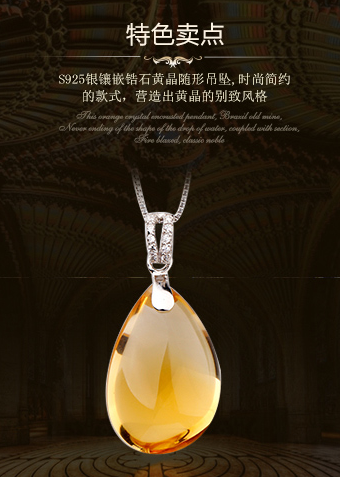 特色卖点
S925银镶嵌锆石黄晶随形吊坠,时尚简约
的款式，营造出黄晶的别致风格
This orange crystal incrusted pendant, Brazil old mine,
Never ending of the shape of the drop of water, coupled with section,
Fire blazed, classic noble